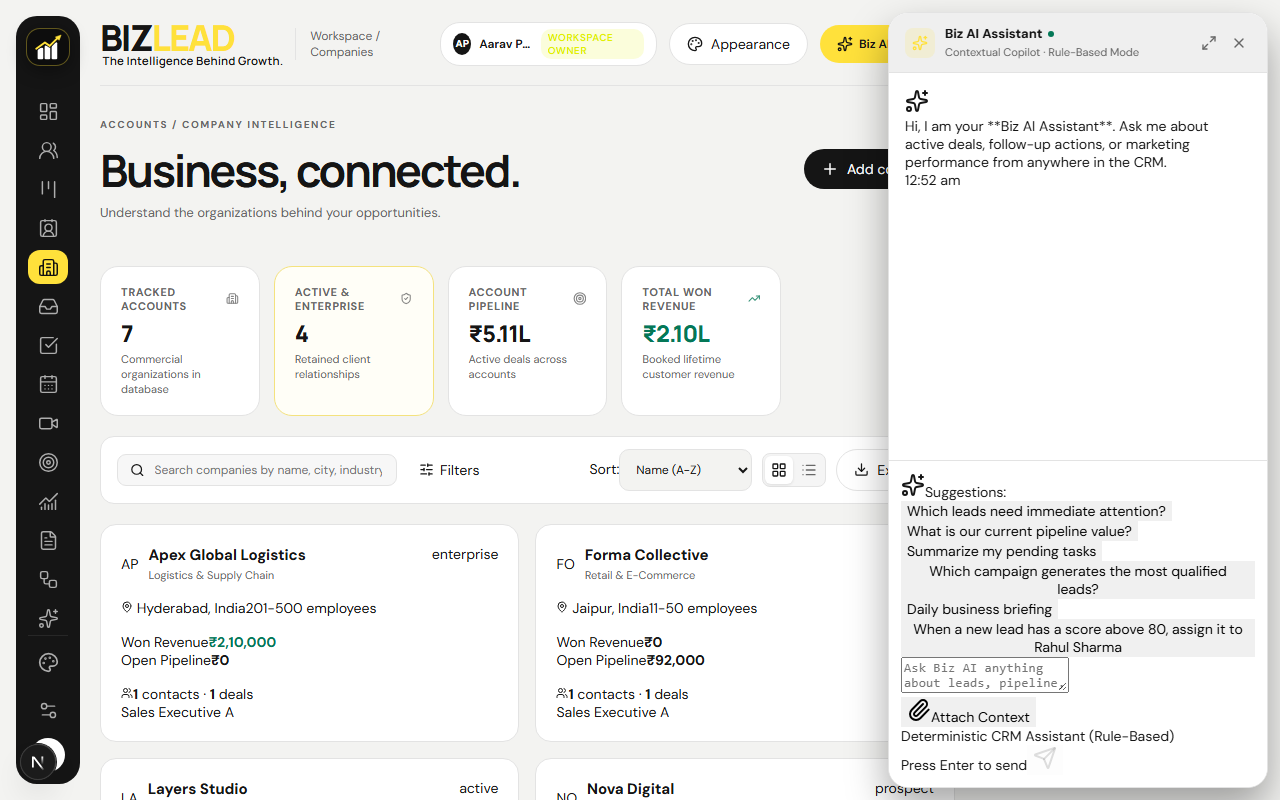 BIZLEAD
The Intelligence Behind Growth.
Workspace /
Companies
AP
Aarav P...
WORKSPACE
OWNER
Appearance
Biz AI
ACCOUNTS / COMPANY INTELLIGENCE
Business, connected.
Understand the organizations behind your opportunities.
Add co
TRACKED
ACCOUNTS
7
Commercial
organizations in
database
ACTIVE &
ENTERPRISE
4
Retained client
relationships
ACCOUNT
PIPELINE
₹5.11L
Active deals across
accounts
TOTAL WON
REVENUE
₹2.10L
Booked lifetime
customer revenue
Search companies by name, city, industry
Filters
Sort:
Name (A-Z)
Ex
AP
Apex Global Logistics
enterprise
Logistics & Supply Chain
Hyderabad, India201-500 employees
Won Revenue₹2,10,000
Open Pipeline₹0
1 contacts · 1 deals
Sales Executive A
FO
Forma Collective
Retail & E-Commerce
Jaipur, India11-50 employees
Won Revenue₹0
Open Pipeline₹92,000
1 contacts · 1 deals
Sales Executive A
LA
Layers Studio
active
NO
Nova Digital
prospect
N
Biz AI Assistant
Contextual Copilot · Rule-Based Mode
Hi, I am your **Biz AI Assistant**. Ask me about
active deals, follow-up actions, or marketing
performance from anywhere in the CRM.
12:52 am
Suggestions:
Which leads need immediate attention?
What is our current pipeline value?
Summarize my pending tasks
Which campaign generates the most qualified
leads?
Daily business briefing
When a new lead has a score above 80, assign it to
Rahul Sharma
Ask Biz AI anything
about leads, pipeline,
Attach Context
Deterministic CRM Assistant (Rule-Based)
Press Enter to send